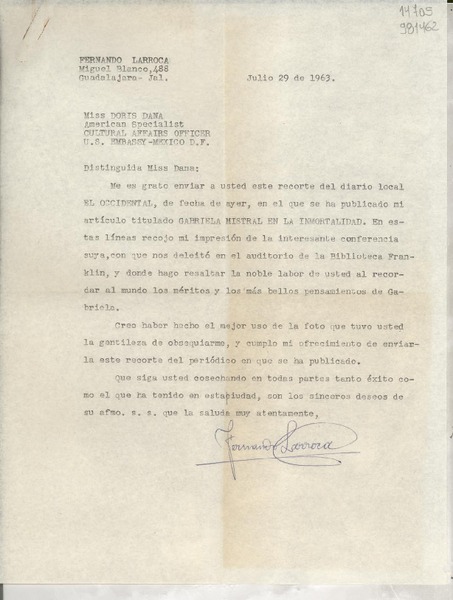 14705
981462
FERNANDO LARROCA
Miguel Blanco,488
Guadalajara- Jal.
Julio 29 de 1963.
Miss DORIS DANA
American Specialist
CULTURAL AFFAIRS OFFICER
U.S. EMBASSY-MEXICO D.F.
Distinguida Miss Dana:
Me es grato enviar a usted este recorte del diario local
EL OCCIDENTAL, de fecha de ayer, en el que se ha publicado mi
artículo titulado GABRIELA MISTRAL EN LA INMORTALIDAD. En es-
tas líneas recojo mi impresión de la interesante conferencia
suya,con que nos deleitó en el auditorio de la Biblioteca Fran-
klin, y donde hago resaltar la noble labor de usted al recor-
dar al mundo los méritos y los más bellos pensamientos de Ga-
briela.
Creo haber hecho el mejor uso de la foto que tuvo usted
la gentileza de obsequiarme, y cumplo mi ofrecimiento de enviar-
la este recorte del periódico en que se ha publicado.
Que siga usted cosechando en todas partes tanto éxito co-
mo el que ha tenido en estaciudad, son los sinceros deseos de
su afmo. s. s. que la saluda muy atentamente,
Fernando Larroca